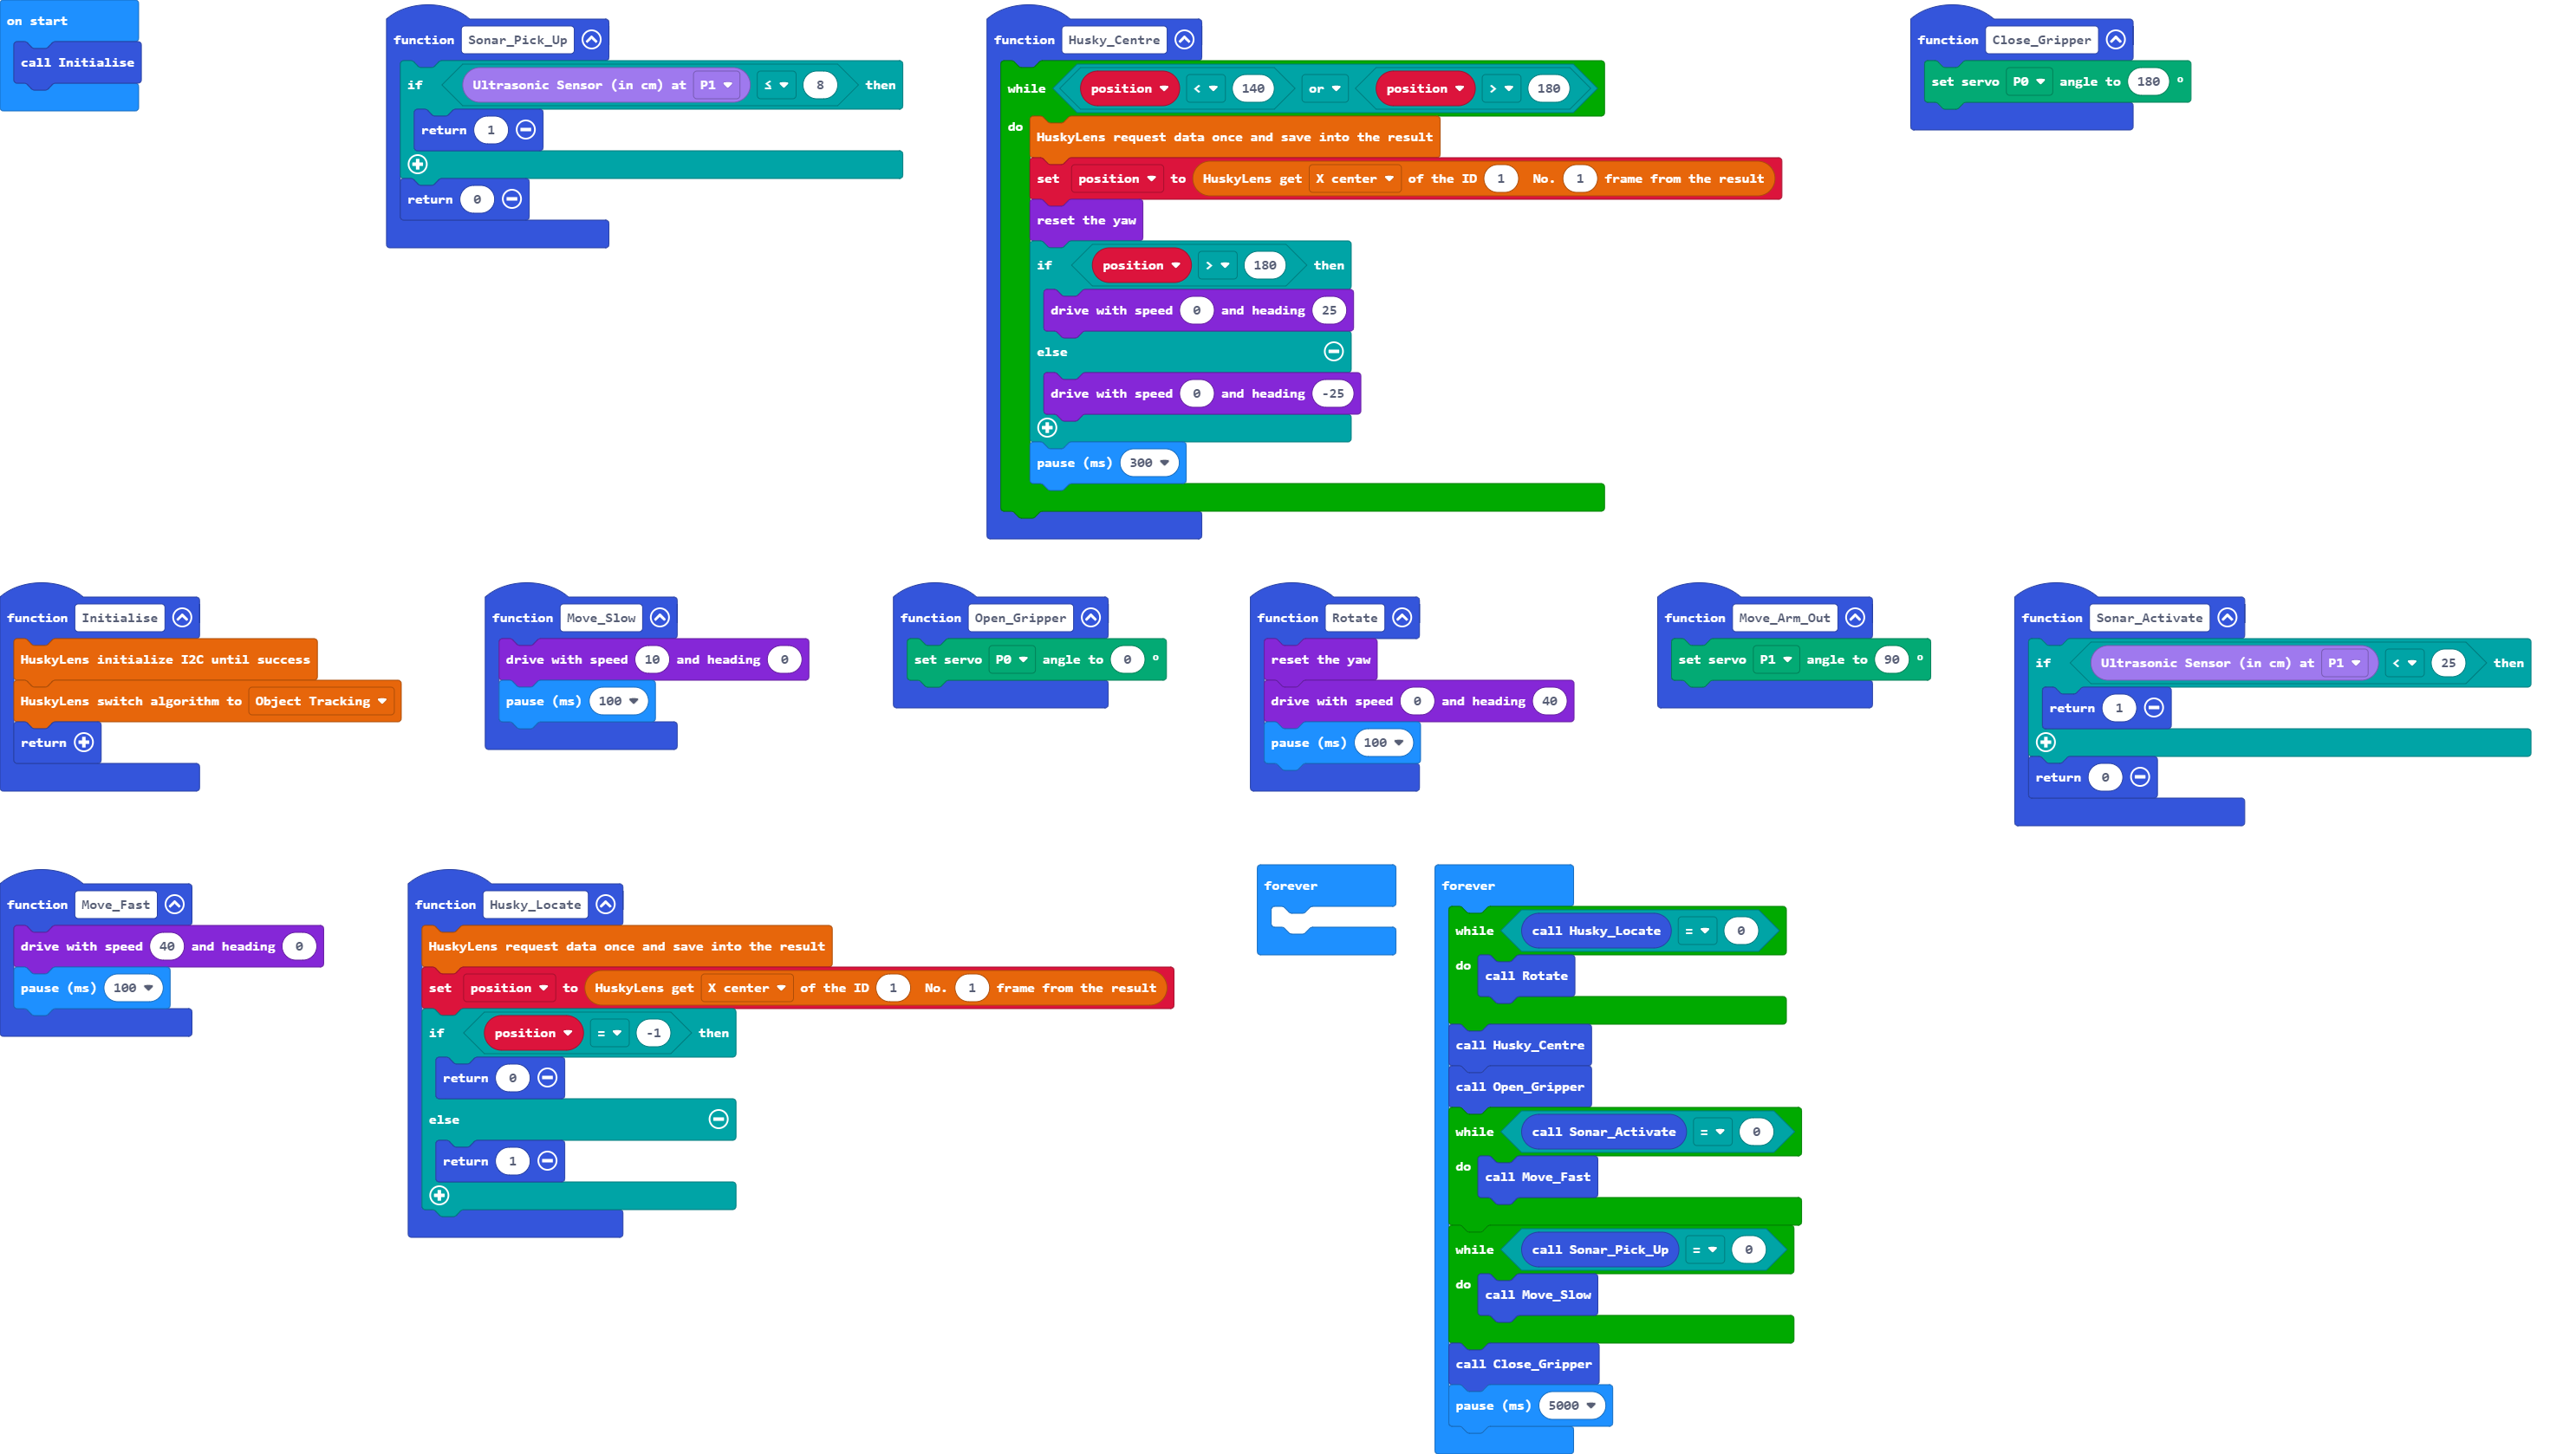 on start
call Initialise
function Sonar_Pick_Up
if Ultrasonic Sensor (in cm) at P1 ≤ 8 then
return 1
return 0
function Husky_Centre
while position < 140 or position > 180
do
HuskyLens request data once and save into the result
set position to HuskyLens get X center of the ID 1 No. 1 frame from the result
reset the yaw
if position > 180 then
drive with speed 0 and heading 25
else
drive with speed 0 and heading -25
pause (ms) 300
function Close_Gripper
set servo P0 angle to 180 °
function Initialise
HuskyLens initialize I2C until success
HuskyLens switch algorithm to Object Tracking
return
function Move_Slow
drive with speed 10 and heading 0
pause (ms) 100
function Open_Gripper
set servo P0 angle to 0 °
function Rotate
reset the yaw
drive with speed 0 and heading 40
pause (ms) 100
function Move_Arm_Out
set servo P1 angle to 90 °
function Sonar_Activate
if Ultrasonic Sensor (in cm) at P1 < 25 then
return 1
return 0
function Move_Fast
drive with speed 40 and heading 0
pause (ms) 100
function Husky_Locate
HuskyLens request data once and save into the result
set position to HuskyLens get X center of the ID 1 No. 1 frame from the result
if position = -1 then
return 0
else
return 1
forever
forever
while call Husky_Locate = 0
do call Rotate
call Husky_Centre
call Open_Gripper
while call Sonar_Activate = 0
do call Move_Fast
while call Sonar_Pick_Up = 0
do call Move_Slow
call Close_Gripper
pause (ms) 5000